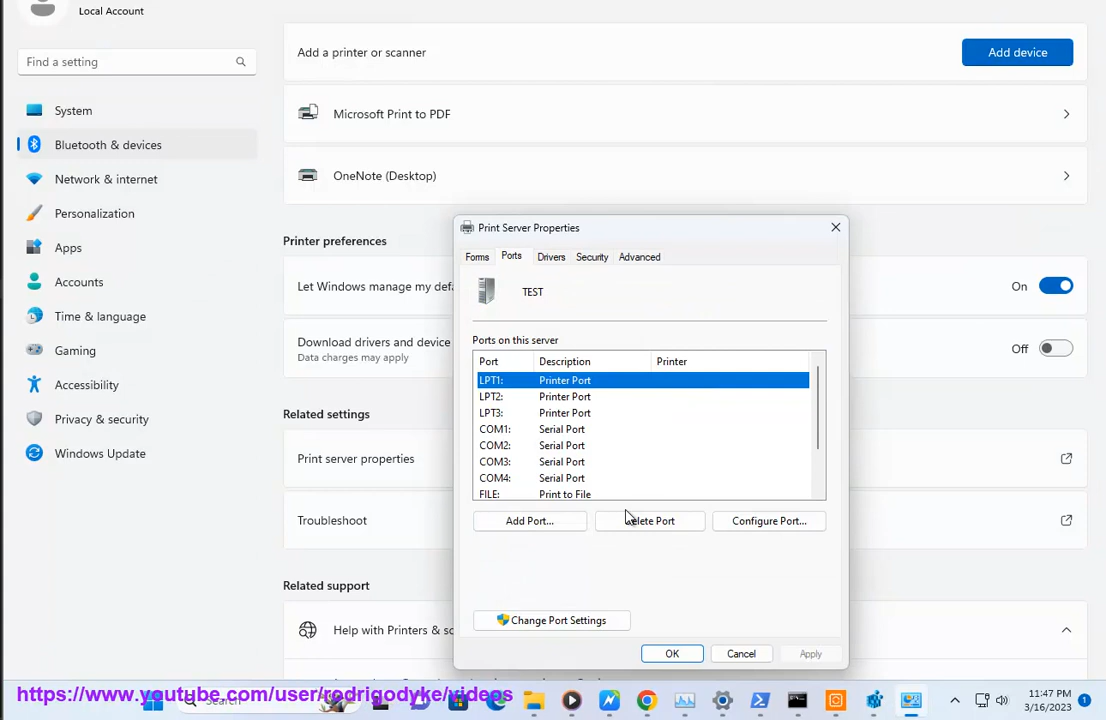 Local Account
Find a setting
System
Bluetooth & devices
Network & internet
Personalization
Apps
Accounts
Time & language
Gaming
Accessibility
Privacy & security
Windows Update
Add a printer or scanner
Add device
Microsoft Print to PDF
OneNote (Desktop)
Printer preferences
Let Windows manage my
On
Download drivers and device
Data charges may apply
Off
Related settings
Print server properties
Troubleshoot
Related support
Help with Printers &
Print Server Properties
Forms Ports Drivers Security Advanced
TEST
Ports on this server
Port Description Printer
LPT1: Printer Port
LPT2: Printer Port
LPT3: Printer Port
COM1: Serial Port
COM2: Serial Port
COM3: Serial Port
COM4: Serial Port
FILE: Print to File
Add Port... Port Configure Port...
Change Port Settings
OK Cancel Apply
https://www.youtube.com/user/rodrigodyke/videos
Search
11:47 PM
3/16/2023
1